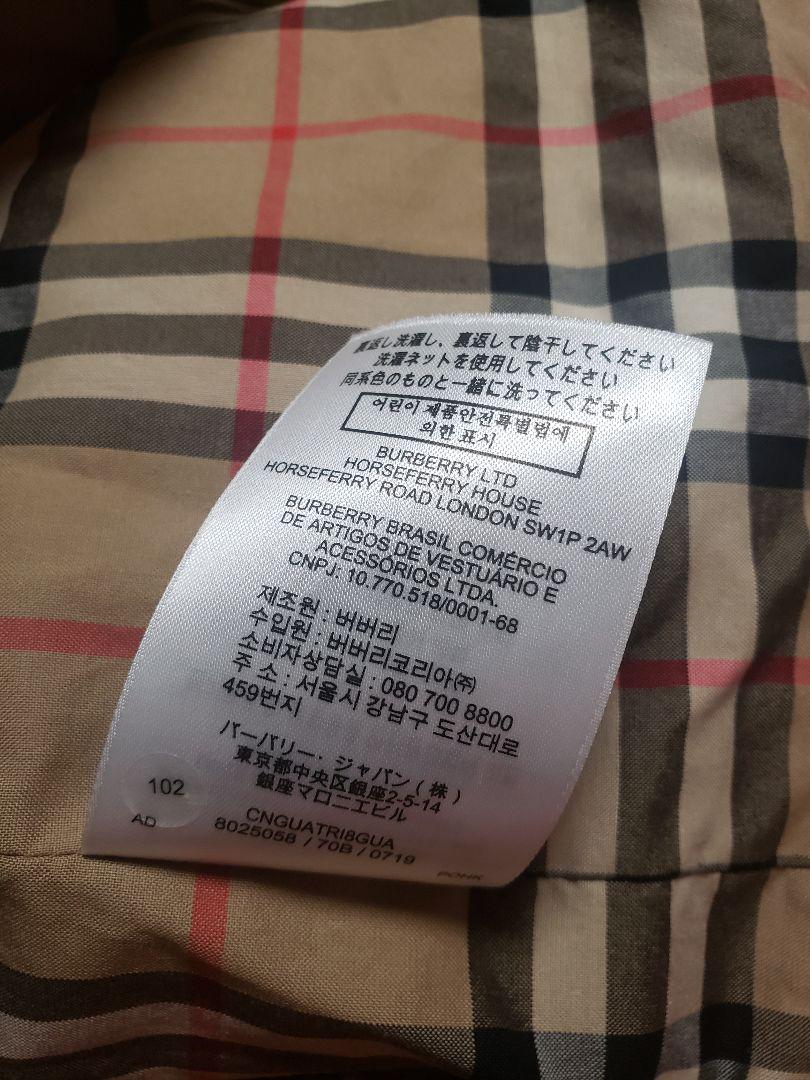 裏返し洗濯し、裏返して陰干してください
洗濯ネットを使用してください
同系色のものと一緒に洗ってください
어린이 제품안전특별법에
의한 표시
BURBERRY LTD
HORSEFERRY HOUSE
HORSEFERRY ROAD LONDON SW1P 2AW
BURBERRY BRASIL COMÉRCIO
DE ARTIGOS DE VESTUÁRIO E
ACESSÓRIOS LTDA.
CNPJ: 10.770.518/0001-68
제조원 : 버버리
수입원 : 버버리코리아㈜
소비자상담실 : 080 700 8800
주 소 : 서울시 강남구 도산대로
459번지
バーバリー・ジャパン(株)
東京都中央区銀座2-5-14
銀座マロニエビル
CNGUATRI8GUA
8025058 / 70B / 0719
102
AD
PONK